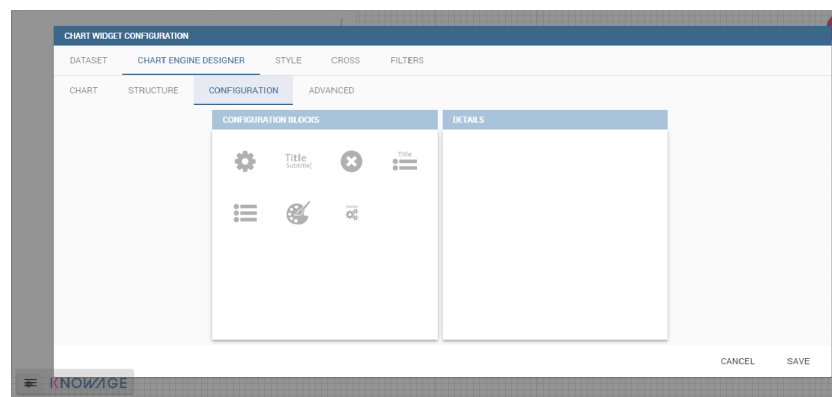 CHART WIDGET CONFIGURATION
DATASET CHART ENGINE DESIGNER STYLE CROSS FILTERS
CHART STRUCTURE CONFIGURATION ADVANCED
CONFIGURATION BLOCKS DETAILS
Title
Subtitle
Title
CANCEL SAVE
KNOWAGE